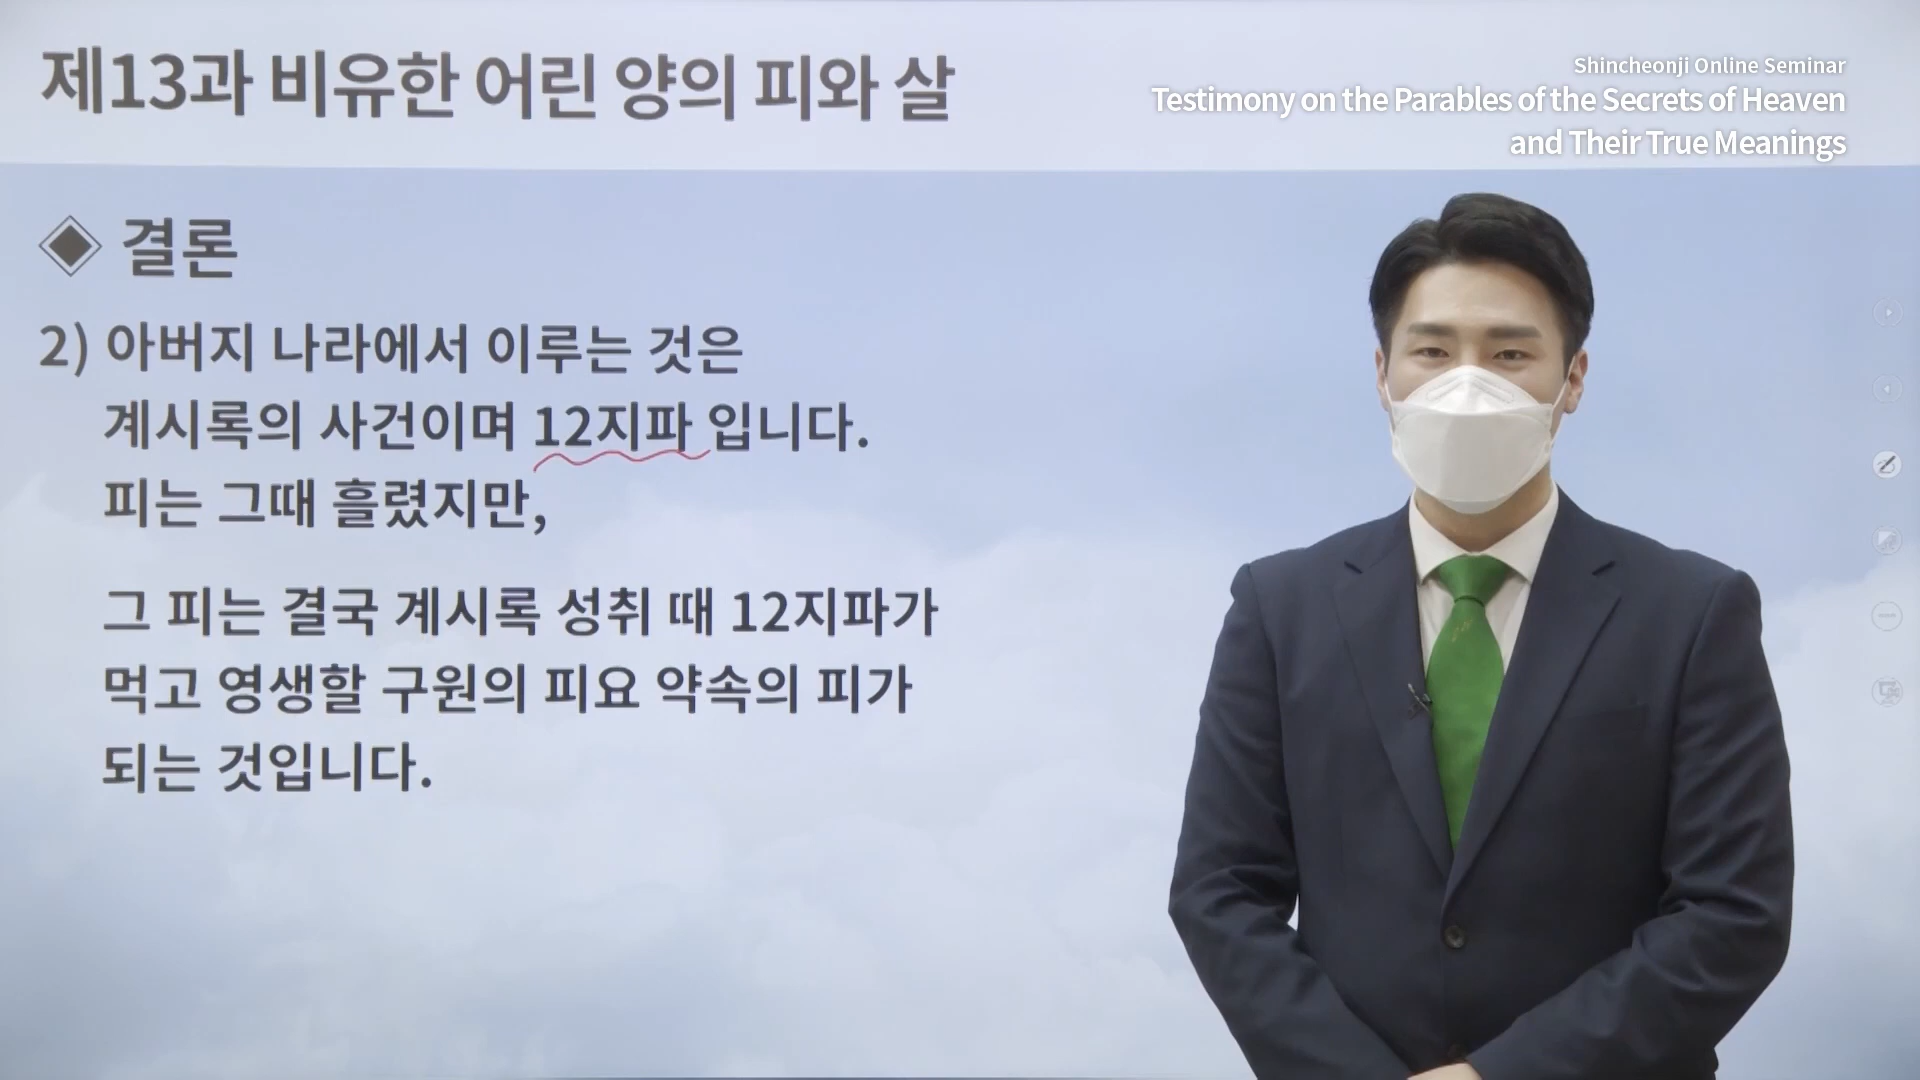 제13과 비유한 어린 양의 피와 살
Shincheonji Online Seminar
Testimony on the Parables of the Secrets of Heaven
and Their True Meanings
◈ 결론
2) 아버지 나라에서 이루는 것은
계시록의 사건이며 12지파 입니다.
피는 그때 흘렸지만,
그 피는 결국 계시록 성취 때 12지파가
먹고 영생할 구원의 피요 약속의 피가
되는 것입니다.